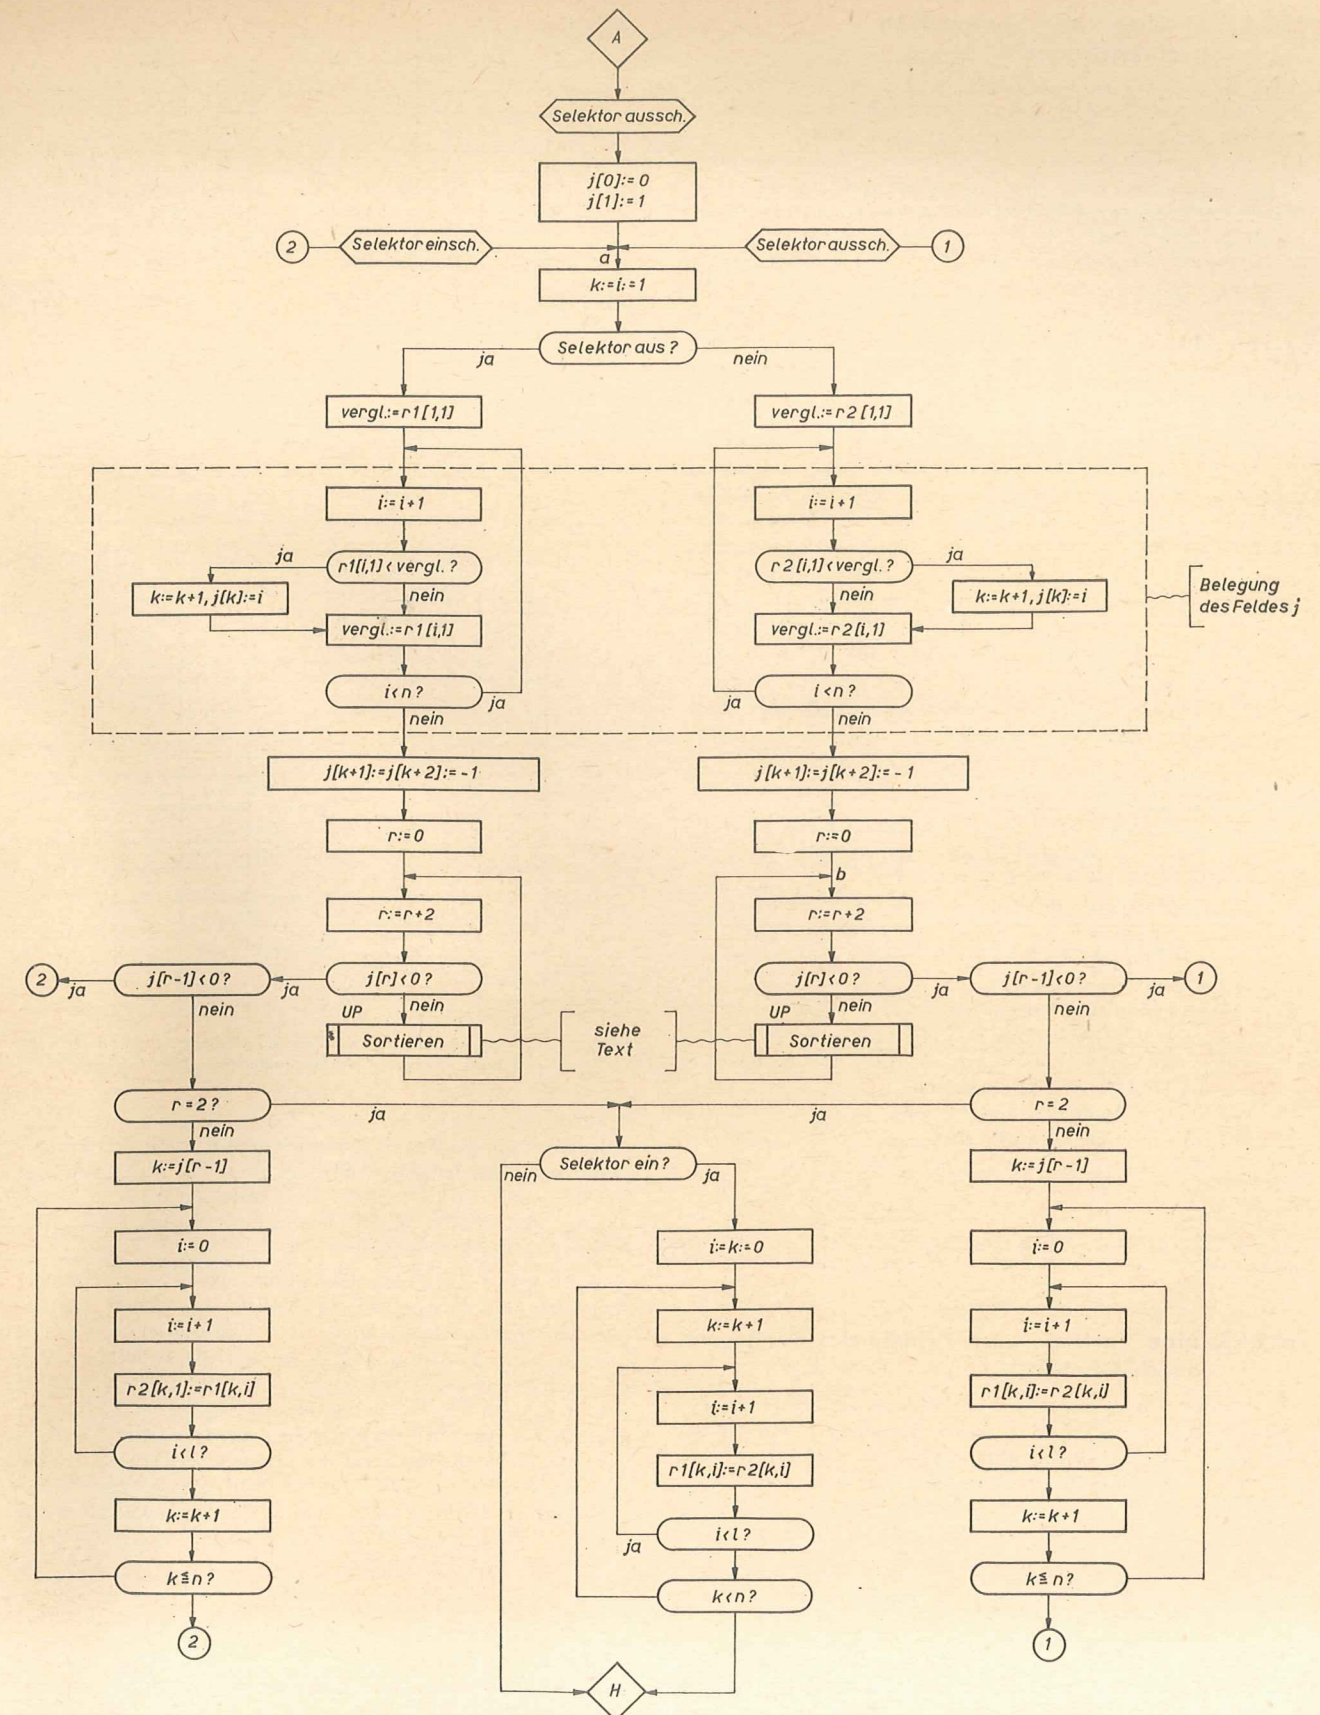 A
Selektor aussch.
j[0]:= 0
j[1]:= 1
2
Selektor einsch.
Selektor aussch.
1
a
k:=i:=1
Selektor aus?
ja
nein
vergl.:=r1[1,1]
vergl.:=r2[1,1]
i:=i+1
i:=i+1
ja
r1[i,1]<vergl.?
r2[i,1]<vergl.?
ja
k:=k+1, j[k]:=i
nein
nein
k:=k+1, j[k]:=i
Belegung
des Feldes j
vergl.:=r1[i,1]
vergl.:=r2[i,1]
i<n?
ja
ja
i<n?
nein
nein
j[k+1]:=j[k+2]:=-1
j[k+1]:=j[k+2]:=-1
r:=0
r:=0
b
r:=r+2
r:=r+2
2
ja
j[r-1]<0?
ja
j[r]<0?
j[r]<0?
ja
j[r-1]<0?
ja
1
nein
UP
nein
UP
nein
nein
Sortieren
siehe
Text
Sortieren
r=2?
ja
ja
r=2
nein
nein
k:=j[r-1]
nein
Selektor ein?
ja
k:=j[r-1]
i:=0
i:=k:=0
i:=0
i:=i+1
k:=k+1
i:=i+1
r2[k,1]:=r1[k,i]
i:=i+1
r1[k,i]:=r2[k,i]
i<l?
r1[k,i]:=r2[k,i]
i<l?
k:=k+1
ja
i<l?
k:=k+1
k≦n?
k<n?
k≦n?
2
1
H